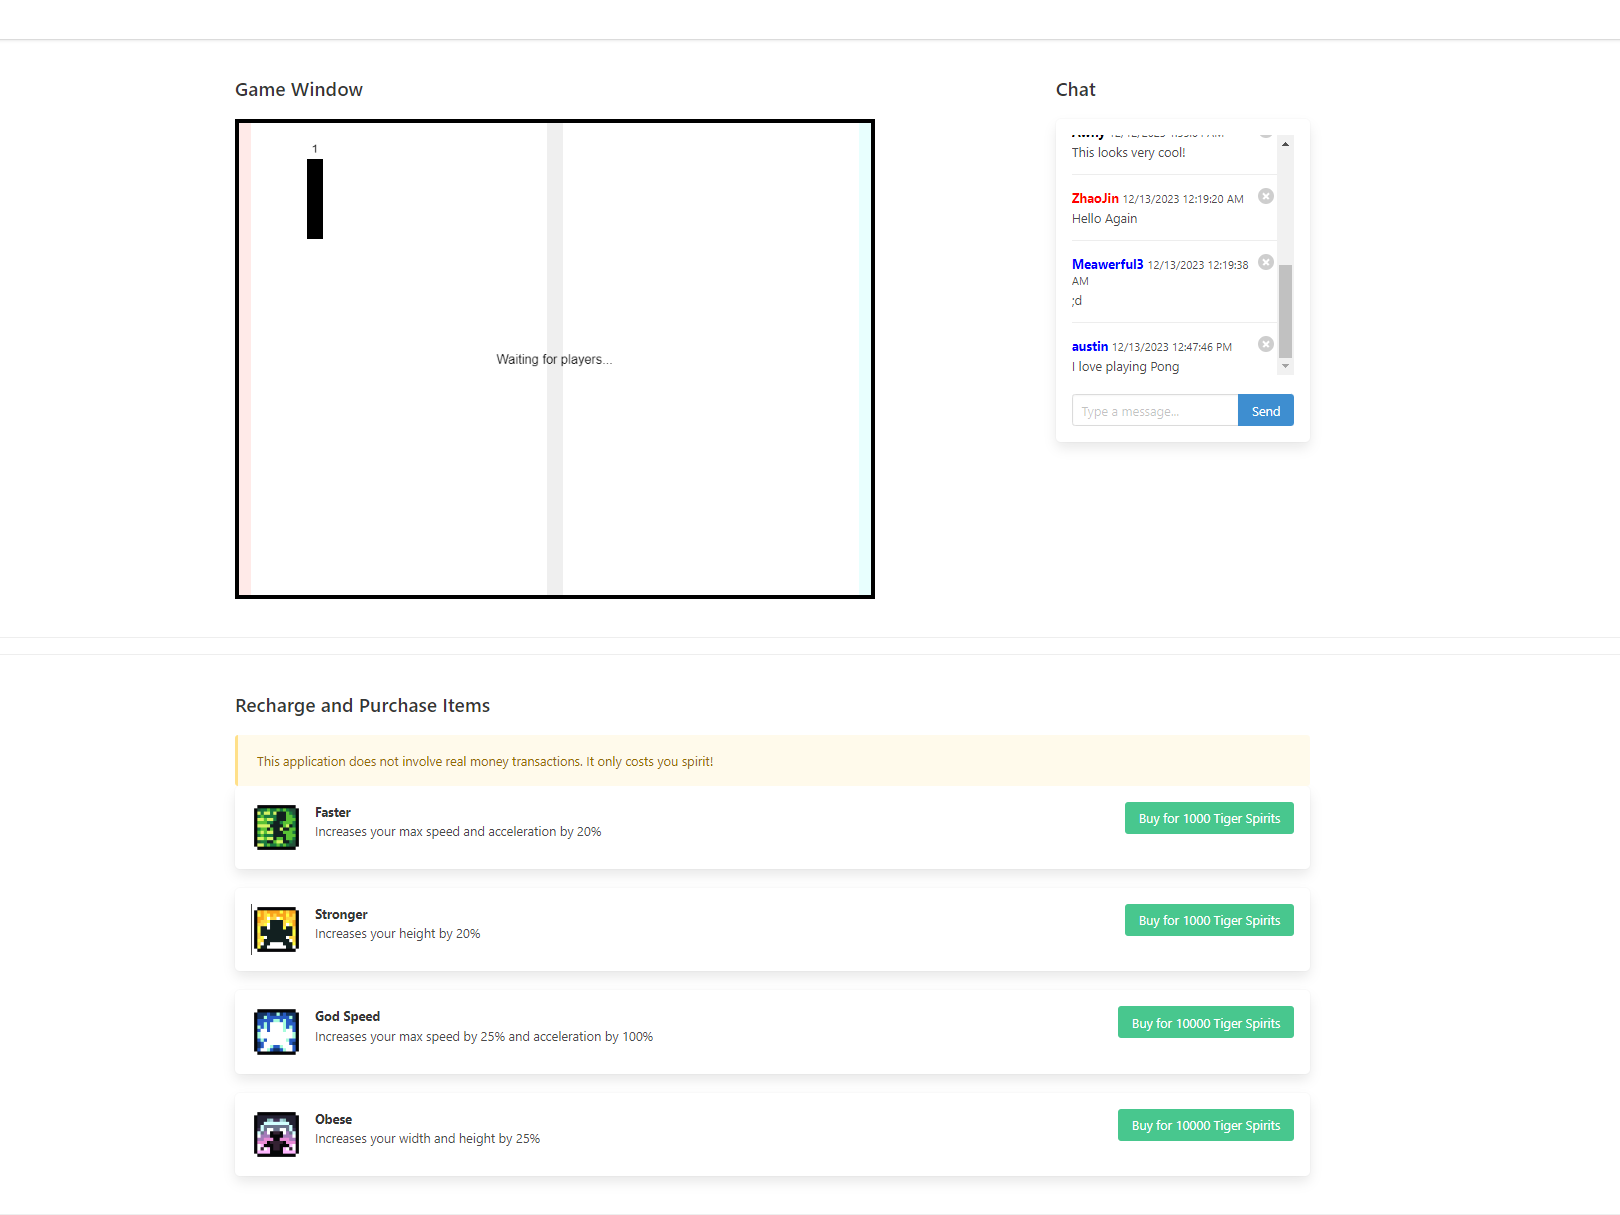 Game Window
1
Waiting for players...
Chat
This looks very cool!
ZhaoJin 12/13/2023 12:19:20 AM
Hello Again
Meawerful3 12/13/2023 12:19:38
AM
;d
austin 12/13/2023 12:47:46 PM
I love playing Pong
Type a message...
Send
Recharge and Purchase Items
This application does not involve real money transactions. It only costs you spirit!
Faster
Increases your max speed and acceleration by 20%
Buy for 1000 Tiger Spirits
Stronger
Increases your height by 20%
Buy for 1000 Tiger Spirits
God Speed
Increases your max speed by 25% and acceleration by 100%
Buy for 10000 Tiger Spirits
Obese
Increases your width and height by 25%
Buy for 10000 Tiger Spirits